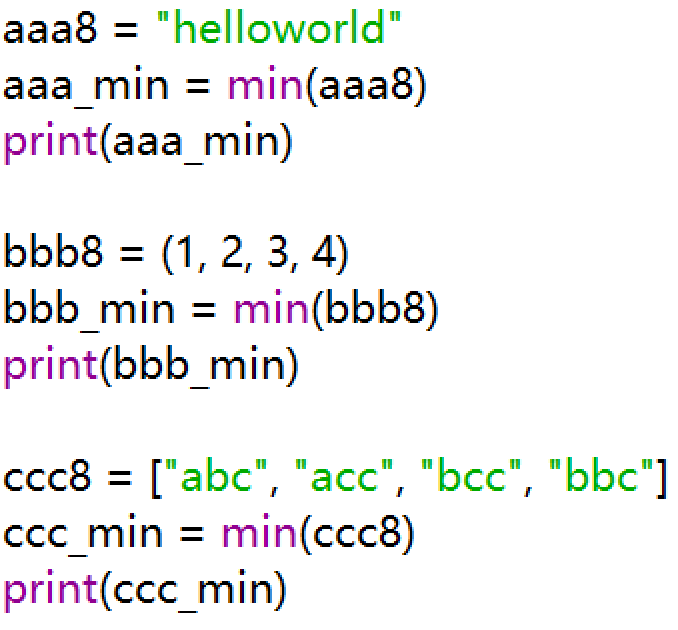 aaa8 = "helloworld"
aaa_min = min(aaa8)
print(aaa_min)
bbb8 = (1, 2, 3, 4)
bbb_min = min(bbb8)
print(bbb_min)
ccc8 = ["abc", "acc", "bcc", "bbc"]
ccc_min = min(ccc8)
print(ccc_min)